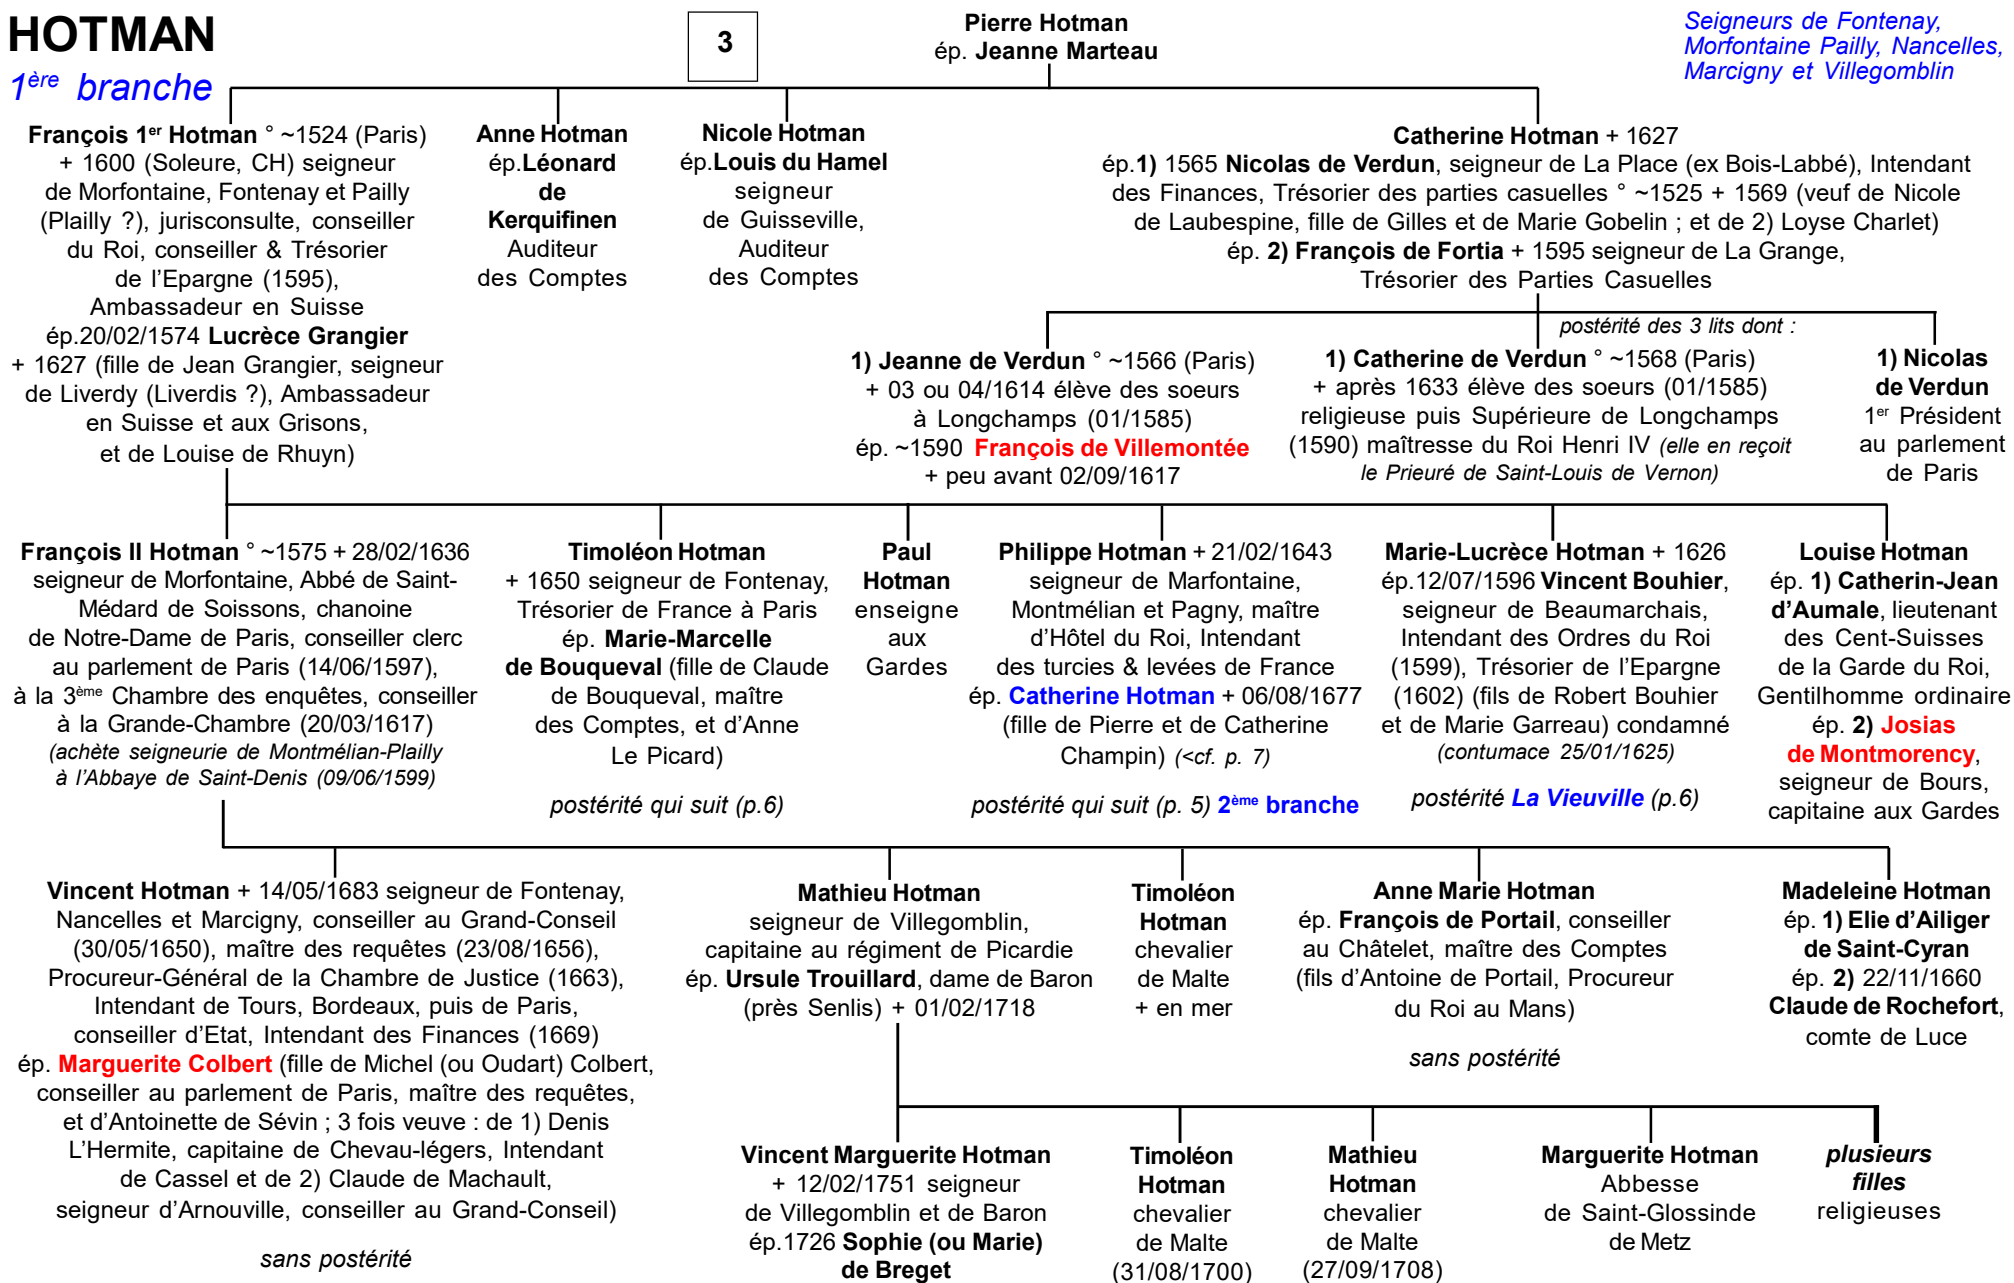 HOTMAN
1ère branche
3
Pierre Hotman
ép. Jeanne Marteau
Seigneurs de Fontenay,
Morfontaine Pailly, Nancelles,
Marcigny et Villegomblin
François 1er Hotman ° ~1524 (Paris)
+ 1600 (Soleure, CH) seigneur
de Morfontaine, Fontenay et Pailly
(Plailly ?), jurisconsulte, conseiller
du Roi, conseiller & Trésorier
de l'Epargne (1595),
Ambassadeur en Suisse
ép.20/02/1574 Lucrèce Grangier
+ 1627 (fille de Jean Grangier, seigneur
de Liverdy (Liverdis ?), Ambassadeur
en Suisse et aux Grisons,
et de Louise de Rhuyn)
Anne Hotman
ép.Léonard
de
Kerquifinen
Auditeur
des Comptes
Nicole Hotman
ép.Louis du Hamel
seigneur
de Guisseville,
Auditeur
des Comptes
Catherine Hotman + 1627
ép.1) 1565 Nicolas de Verdun, seigneur de La Place (ex Bois-Labbé), Intendant
des Finances, Trésorier des parties casuelles ° ~1525 + 1569 (veuf de Nicole
de Laubespine, fille de Gilles et de Marie Gobelin ; et de 2) Loyse Charlet)
ép. 2) François de Fortia + 1595 seigneur de La Grange,
Trésorier des Parties Casuelles
postérité des 3 lits dont :
1) Jeanne de Verdun ° ~1566 (Paris)
+ 03 ou 04/1614 élève des soeurs
à Longchamps (01/1585)
ép. ~1590 François de Villemontée
+ peu avant 02/09/1617
1) Catherine de Verdun ° ~1568 (Paris)
+ après 1633 élève des soeurs (01/1585)
religieuse puis Supérieure de Longchamps
(1590) maîtresse du Roi Henri IV (elle en reçoit
le Prieuré de Saint-Louis de Vernon)
1) Nicolas
de Verdun
1er Président
au parlement
de Paris
François II Hotman ° ~1575 + 28/02/1636
seigneur de Morfontaine, Abbé de Saint-
Médard de Soissons, chanoine
de Notre-Dame de Paris, conseiller clerc
au parlement de Paris (14/06/1597),
à la 3ème Chambre des enquêtes, conseiller
à la Grande-Chambre (20/03/1617)
(achète seigneurie de Montmélian-Plailly
à l'Abbaye de Saint-Denis (09/06/1599)
Timoléon Hotman
+ 1650 seigneur de Fontenay,
Trésorier de France à Paris
ép. Marie-Marcelle
de Bouqueval (fille de Claude
de Bouqueval, maître
des Comptes, et d'Anne
Le Picard)
postérité qui suit (p.6)
Paul
Hotman
enseigne
aux
Gardes
Philippe Hotman + 21/02/1643
seigneur de Marfontaine,
Montmélian et Pagny, maître
d'Hôtel du Roi, Intendant
des turcies & levées de France
ép. Catherine Hotman + 06/08/1677
(fille de Pierre et de Catherine
Champin) (<cf. p. 7)
postérité qui suit (p. 5) 2ème branche
Marie-Lucrèce Hotman + 1626
ép.12/07/1596 Vincent Bouhier,
seigneur de Beaumarchais,
Intendant des Ordres du Roi
(1599), Trésorier de l'Epargne
(1602) (fils de Robert Bouhier
et de Marie Garreau) condamné
(contumace 25/01/1625)
postérité La Vieuville (p.6)
Louise Hotman
ép. 1) Catherin-Jean
d'Aumale, lieutenant
des Cent-Suisses
de la Garde du Roi,
Gentilhomme ordinaire
ép. 2) Josias
de Montmorency,
seigneur de Bours,
capitaine aux Gardes
Vincent Hotman + 14/05/1683 seigneur de Fontenay,
Nancelles et Marcigny, conseiller au Grand-Conseil
(30/05/1650), maître des requêtes (23/08/1656),
Procureur-Général de la Chambre de Justice (1663),
Intendant de Tours, Bordeaux, puis de Paris,
conseiller d'Etat, Intendant des Finances (1669)
ép. Marguerite Colbert (fille de Michel (ou Oudart) Colbert,
conseiller au parlement de Paris, maître des requêtes,
et d'Antoinette de Sévin ; 3 fois veuve : de 1) Denis
L'Hermite, capitaine de Chevau-légers, Intendant
de Cassel et de 2) Claude de Machault,
seigneur d'Arnouville, conseiller au Grand-Conseil)
sans postérité
Mathieu Hotman
seigneur de Villegomblin,
capitaine au régiment de Picardie
ép. Ursule Trouillard, dame de Baron
(près Senlis) + 01/02/1718
Timoléon
Hotman
chevalier
de Malte
+ en mer
Anne Marie Hotman
ép. François de Portail, conseiller
au Châtelet, maître des Comptes
(fils d'Antoine de Portail, Procureur
du Roi au Mans)
sans postérité
Madeleine Hotman
ép. 1) Elie d'Ailiger
de Saint-Cyran
ép. 2) 22/11/1660
Claude de Rochefort,
comte de Luce
Vincent Marguerite Hotman
+ 12/02/1751 seigneur
de Villegomblin et de Baron
ép.1726 Sophie (ou Marie)
de Breget
Timoléon
Hotman
chevalier
de Malte
(31/08/1700)
Mathieu
Hotman
chevalier
de Malte
(27/09/1708)
Marguerite Hotman
Abbesse
de Saint-Glossinde
de Metz
plusieurs
filles
religieuses